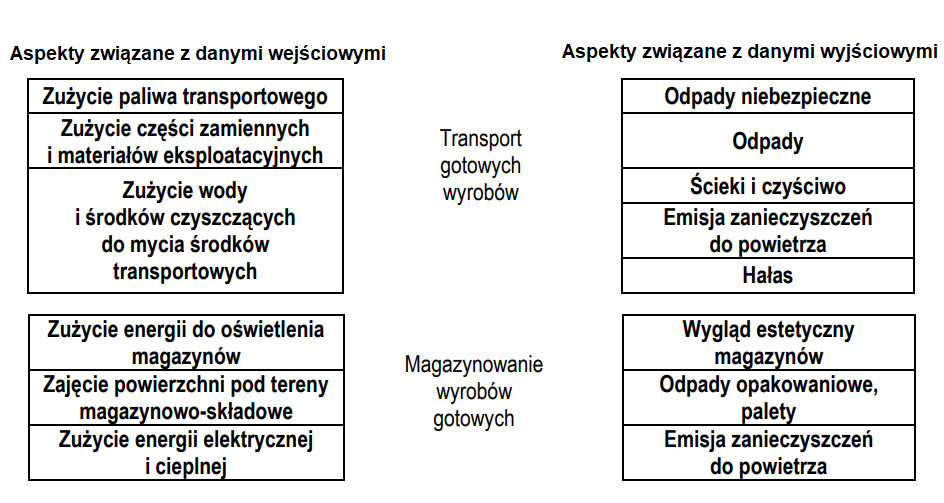 Aspekty związane z danymi wejściowymi
Aspekty związane z danymi wyjściowymi
Zużycie paliwa transportowego
Zużycie części zamiennych
i materiałów eksploatacyjnych
Zużycie wody
i środków czyszczących
do mycia środków
transportowych
Transport
gotowych
wyrobów
Odpady niebezpieczne
Odpady
Ścieki i czyściwo
Emisja zanieczyszczeń
do powietrza
Hałas
Zużycie energii do oświetlenia
magazynów
Zajęcie powierzchni pod tereny
magazynowo-składowe
Zużycie energii elektrycznej
i cieplnej
Magazynowanie
wyrobów
gotowych
Wygląd estetyczny
magazynów
Odpady opakowaniowe,
palety
Emisja zanieczyszczeń
do powietrza